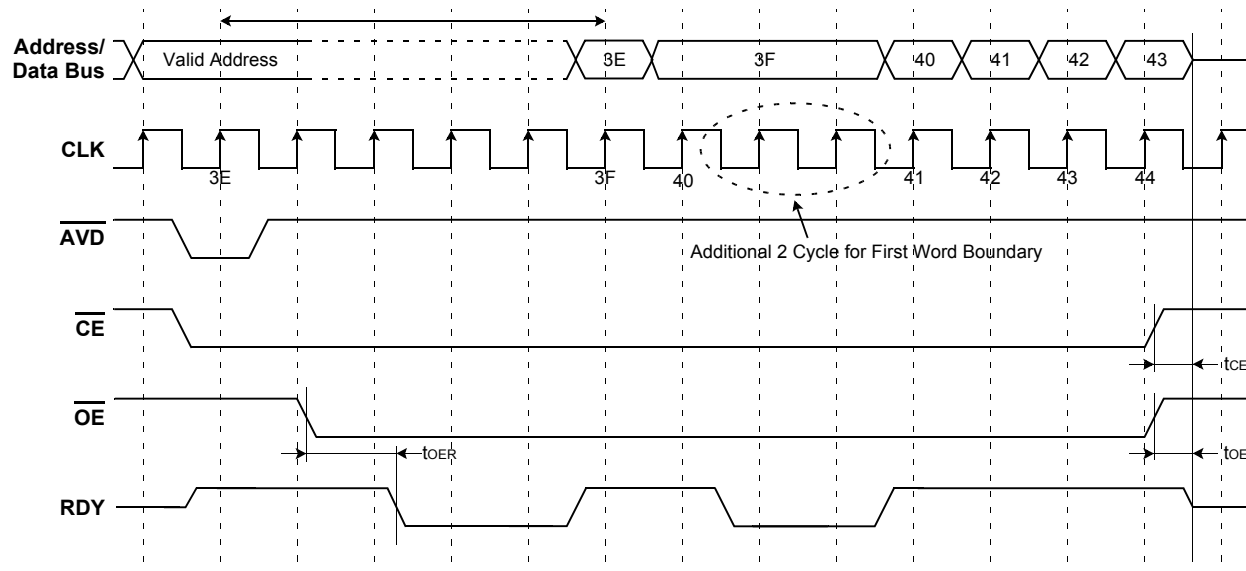 Address/
Data Bus
Valid Address
3E
3F
40
41
42
43
CLK
3E
3F
40
41
42
43
44
AVD
Additional 2 Cycle for First Word Boundary
CE
tCE
OE
tOER
tOE
RDY